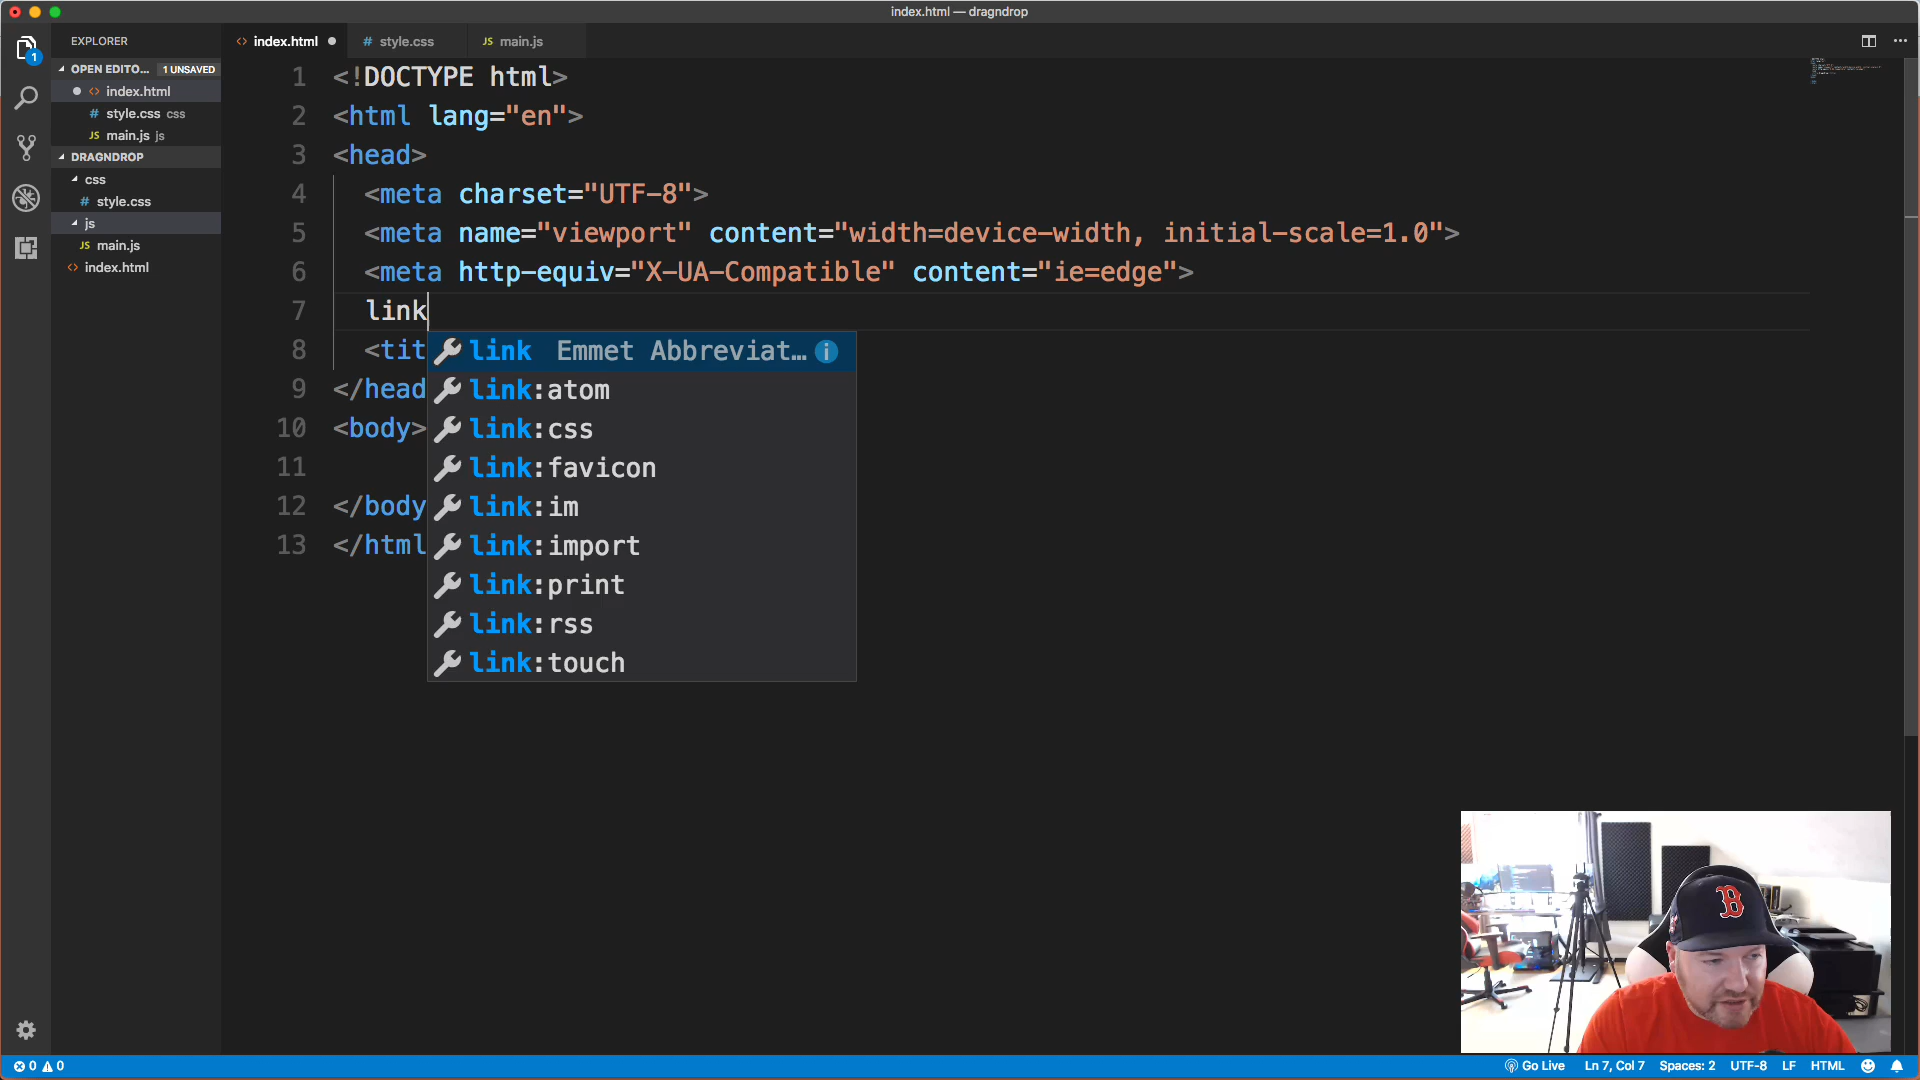 index.html — dragndrop
EXPLORER
OPEN EDITO... 1 UNSAVED
index.html
style.css css
main.js js
DRAGNDROP
css
style.css
js
main.js
index.html
1
index.html
style.css
main.js
1 <!DOCTYPE html>
2 <html lang="en">
3 <head>
4 <meta charset="UTF-8">
5 <meta name="viewport" content="width=device-width, initial-scale=1.0">
6 <meta http-equiv="X-UA-Compatible" content="ie=edge">
7 link
8 <tit
9 </head
10 <body>
11
12 </body
13 </html
link Emmet Abbreviat...
link:atom
link:css
link:favicon
link:im
link:import
link:print
link:rss
link:touch
B
0 0
Go Live Ln 7, Col 7 Spaces: 2 UTF-8 LF HTML